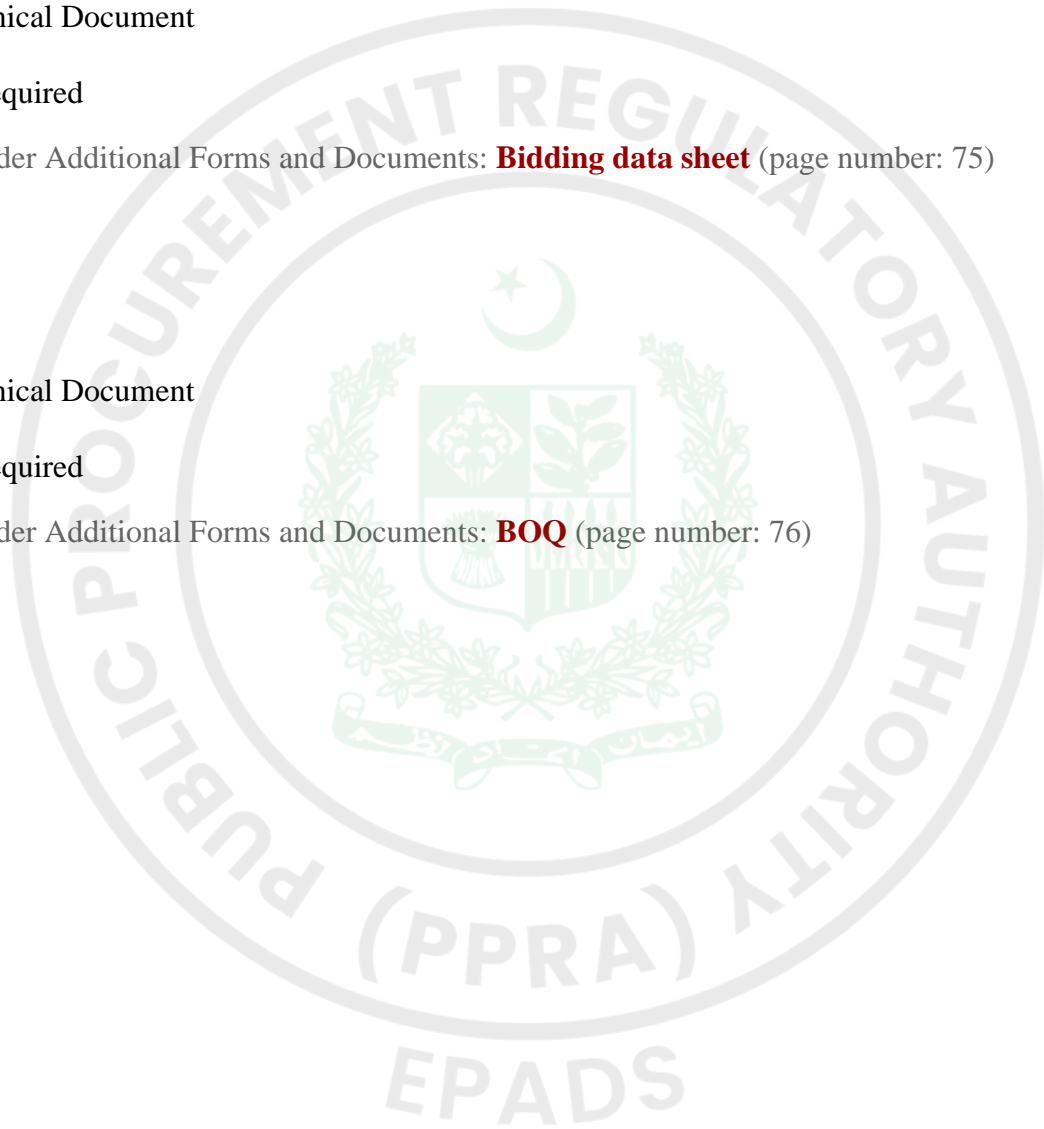 nical Document
equired
der Additional Forms and Documents: Bidding data sheet (page number: 75)
nical Document
equired
der Additional Forms and Documents: BOQ (page number: 76)
PUBLIC PROCUREMENT REGULATORY AUTHORITY
(PPRA)
EPADS